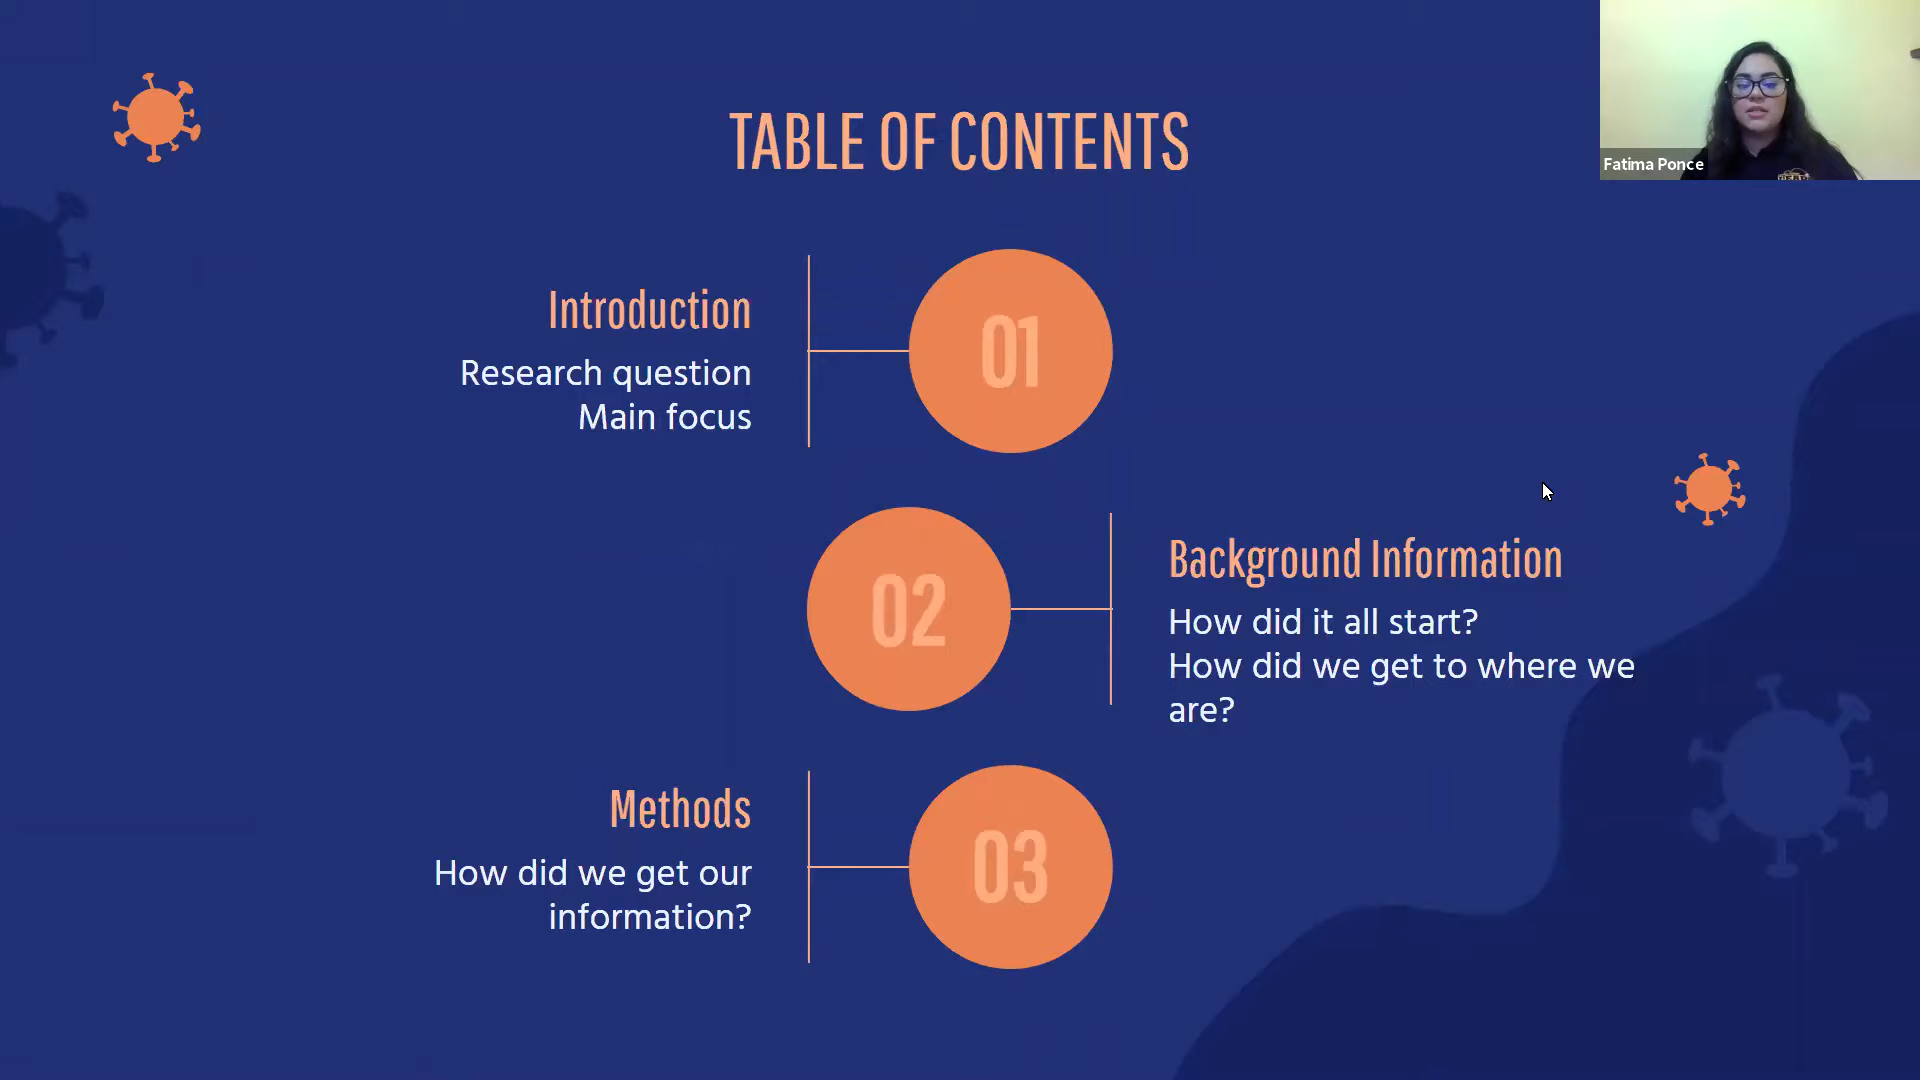 TABLE OF CONTENTS
Fatima Ponce
Introduction
Research question
Main focus
01
02
Background Information
How did it all start?
How did we get to where we
are?
Methods
How did we get our
information?
03